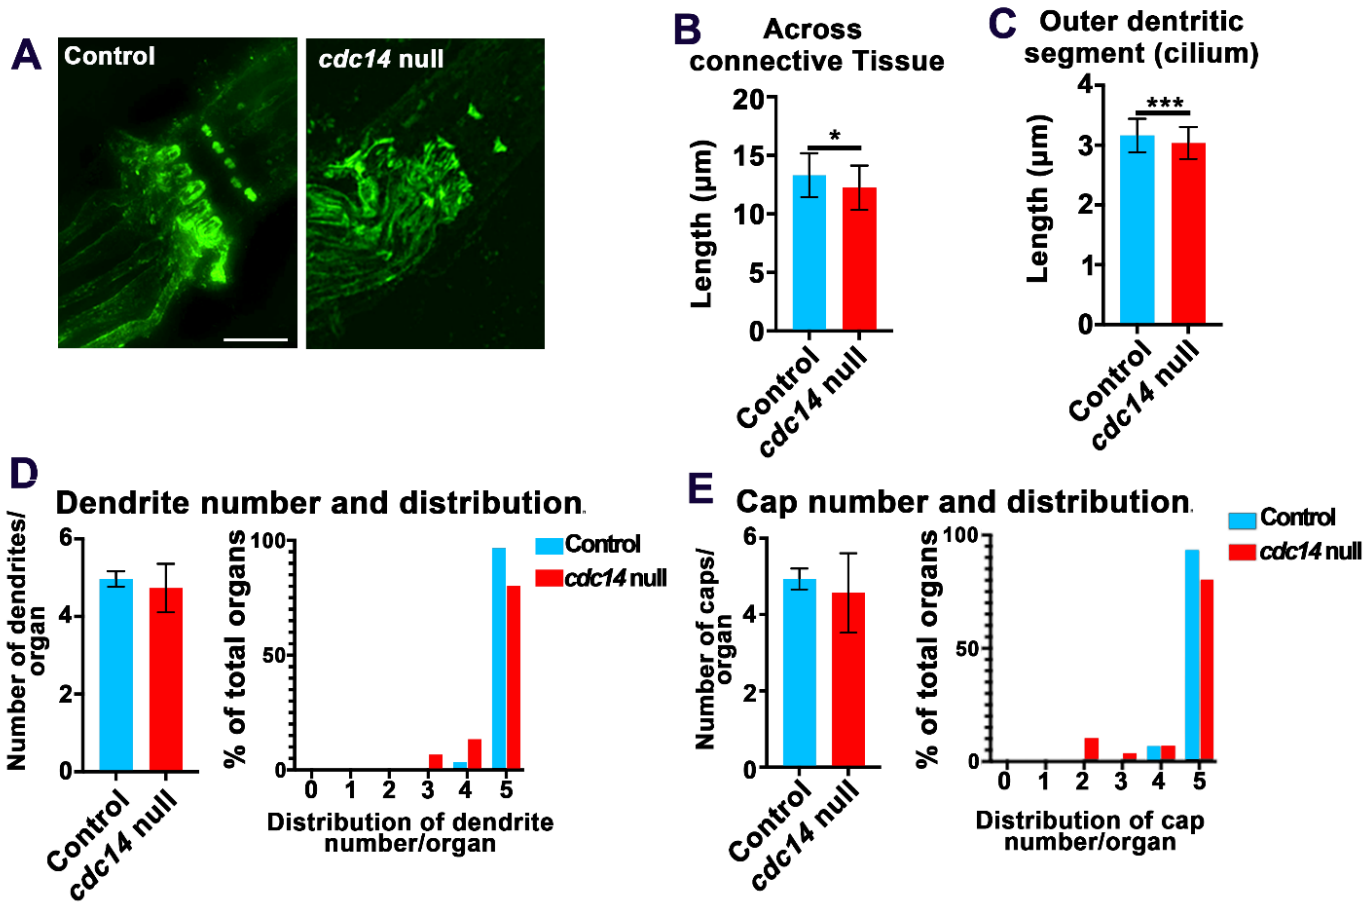 A
Control
cdc14 null
B
Across
connective Tissue
Length (µm)
20
15
10
5
0
*
Control
cdc14 null
C
Outer dentritic
segment (cilium)
Length (µm)
4
3
2
1
0
***
Control
cdc14 null
D
Dendrite number and distribution.
Number of dendrites/
organ
6
4
2
0
Control
cdc14 null
% of total organs
100
50
0
0 1 2 3 4 5
Distribution of dendrite
number/organ
Control
cdc14 null
E
Cap number and distribution.
Number of caps/
organ
6
4
2
0
Control
cdc14 null
% of total organs
100
50
0
0 1 2 3 4 5
Distribution of cap
number/organ
Control
cdc14 null